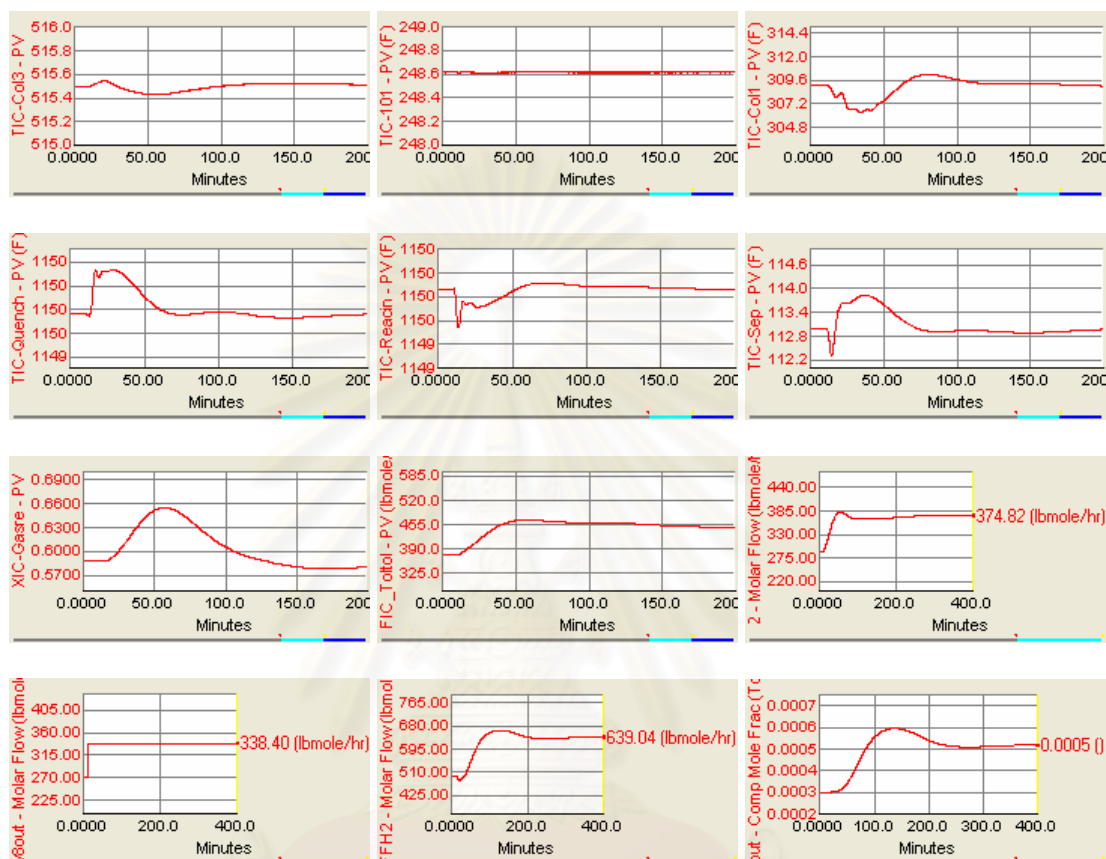 TIC-Col3 - PV
516.0
515.8
515.6
515.4
515.2
515.0
0.0000 50.00 100.0 150.0 200
Minutes
TIC-101 - PV (F)
249.0
248.8
248.6
248.4
248.2
248.0
0.0000 50.00 100.0 150.0 200
Minutes
TIC-Col1 - PV (F)
314.4
312.0
309.6
307.2
304.8
0.0000 50.00 100.0 150.0 200
Minutes
TIC-Quench - PV (F)
1150
1150
1150
1150
1149
0.0000 50.00 100.0 150.0 200
Minutes
TIC-Reacin - PV (F)
1150
1150
1150
1150
1149
1149
0.0000 50.00 100.0 150.0 200
Minutes
TIC-Sep - PV (F)
114.6
114.0
113.4
112.8
112.2
0.0000 50.00 100.0 150.0 200
Minutes
XIC-Gasre - PV
0.6900
0.6600
0.6300
0.6000
0.5700
0.0000 50.00 100.0 150.0 200
Minutes
FIC_Tottol - PV (lbmole/
585.0
520.0
455.0
390.0
325.0
0.0000 50.00 100.0 150.0 200
Minutes
2 - Molar Flow (lbmole/
440.00
385.00
330.00
275.00
220.00
374.82 (lbmole/hr)
0.0000 200.0 400.0
Minutes
8out - Molar Flow (lbmol
405.00
360.00
315.00
270.00
225.00
338.40 (lbmole/hr)
0.0000 200.0 400.0
Minutes
FH2 - Molar Flow (lbmol
765.00
680.00
595.00
510.00
425.00
639.04 (lbmole/hr)
0.0000 200.0 400.0
Minutes
out - Comp Mole Frac (To
0.0007
0.0006
0.0005
0.0004
0.0003
0.0002
0.0005 ()
0.0000 100.0 200.0 300.0 400.0
Minutes